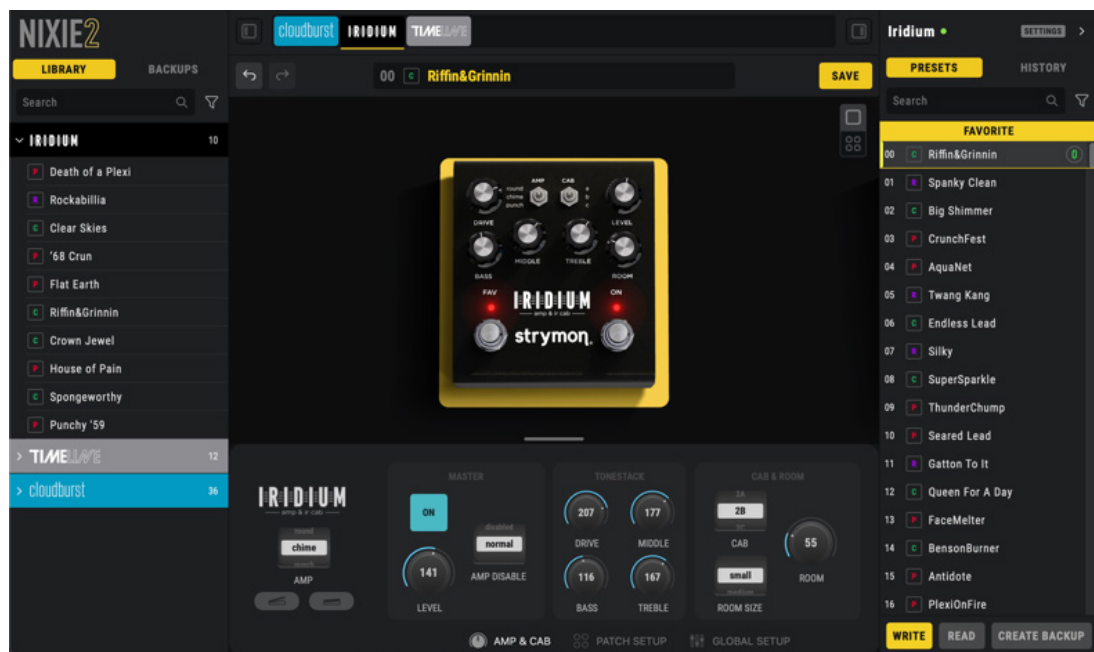 NIXIE2
LIBRARY
BACKUPS
Search
IRIDIUM 10
P Death of a Plexi
R Rockabillia
C Clear Skies
P '68 Crun
P Flat Earth
C Riffin&Grinnin
C Crown Jewel
P House of Pain
C Spongeworthy
P Punchy '59
TIMELINE 12
cloudburst 36
cloudburst
IRIDIUM
TIMELINE
00 C Riffin&Grinnin
SAVE
AMP
CAB
round
chime
punch
a
b
c
DRIVE
LEVEL
MIDDLE
TREBLE
BASS
ROOM
FAV
ON
IRIDIUM
amp & ir cab
strymon
IRIDIUM
amp & ir cab
round
chime
punch
AMP
MASTER
ON
disabled
normal
141
LEVEL
AMP DISABLE
TONESTACK
207
177
DRIVE
MIDDLE
116
167
BASS
TREBLE
CAB & ROOM
2A
2B
2C
CAB
55
ROOM
small
medium
ROOM SIZE
AMP & CAB
PATCH SETUP
GLOBAL SETUP
Iridium
SETTINGS
PRESETS
HISTORY
Search
FAVORITE
00 C Riffin&Grinnin 0
01 R Spanky Clean
02 C Big Shimmer
03 P CrunchFest
04 P AquaNet
05 R Twang Kang
06 C Endless Lead
07 R Silky
08 C SuperSparkle
09 P ThunderChump
10 P Seared Lead
11 R Gatton To It
12 C Queen For A Day
13 P FaceMelter
14 C BensonBurner
15 P Antidote
16 P PlexiOnFire
WRITE
READ
CREATE BACKUP